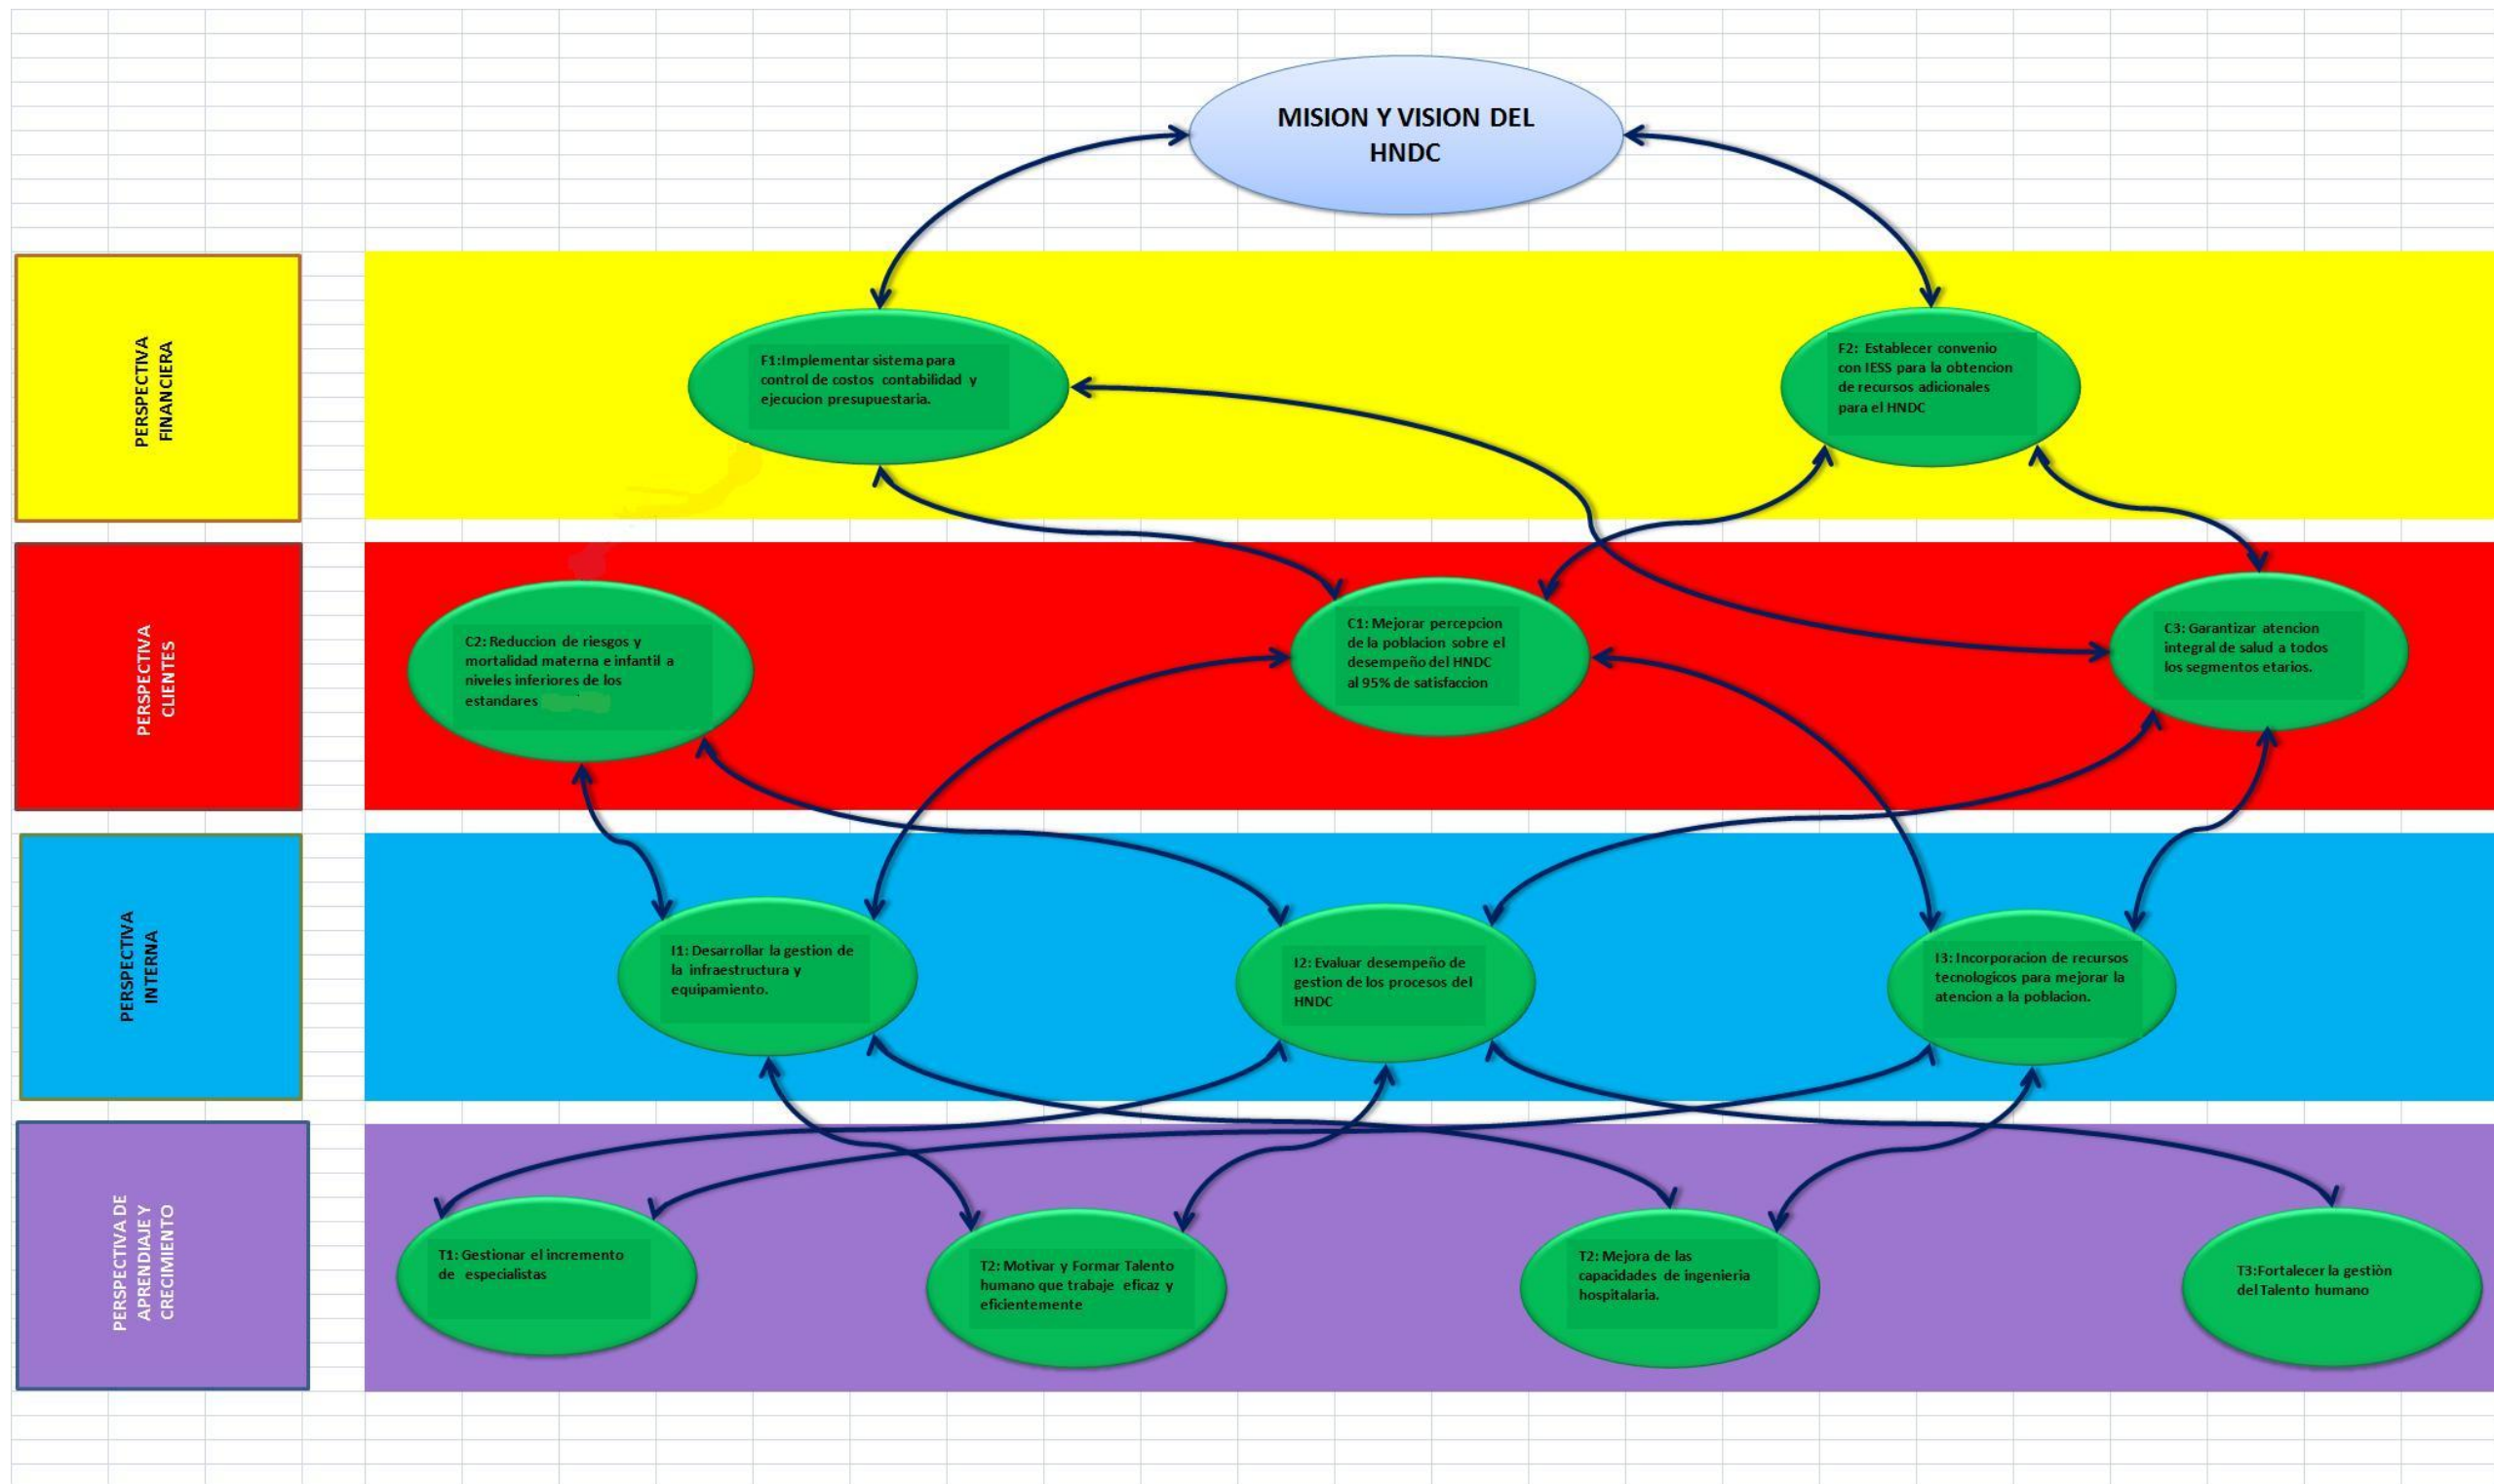 MISION Y VISION DEL
HNDC
PERSPECTIVA
FINANCIERA
F1:Implementar sistema para
control de costos contabilidad y
ejecucion presupuestaria.
F2: Establecer convenio
con IESS para la obtencion
de recursos adicionales
para el HNDC
PERSPECTIVA
CLIENTES
C2: Reduccion de riesgos y
mortalidad materna e infantil a
niveles inferiores de los
estandares
C1: Mejorar percepcion
de la poblacion sobre el
desempeño del HNDC
al 95% de satisfaccion
C3: Garantizar atencion
integral de salud a todos
los segmentos etarios.
PERSPECTIVA
INTERNA
I1: Desarrollar la gestion de
la infraestructura y
equipamiento.
I2: Evaluar desempeño de
gestion de los procesos del
HNDC
I3: Incorporacion de recursos
tecnologicos para mejorar la
atencion a la poblacion.
PERSPECTIVA DE
APRENDIAJE Y
CRECIMIENTO
T1: Gestionar el incremento
de especialistas
T2: Motivar y Formar Talento
humano que trabaje eficaz y
eficientemente
T2: Mejora de las
capacidades de ingenieria
hospitalaria.
T3:Fortalecer la gestiòn
del Talento humano